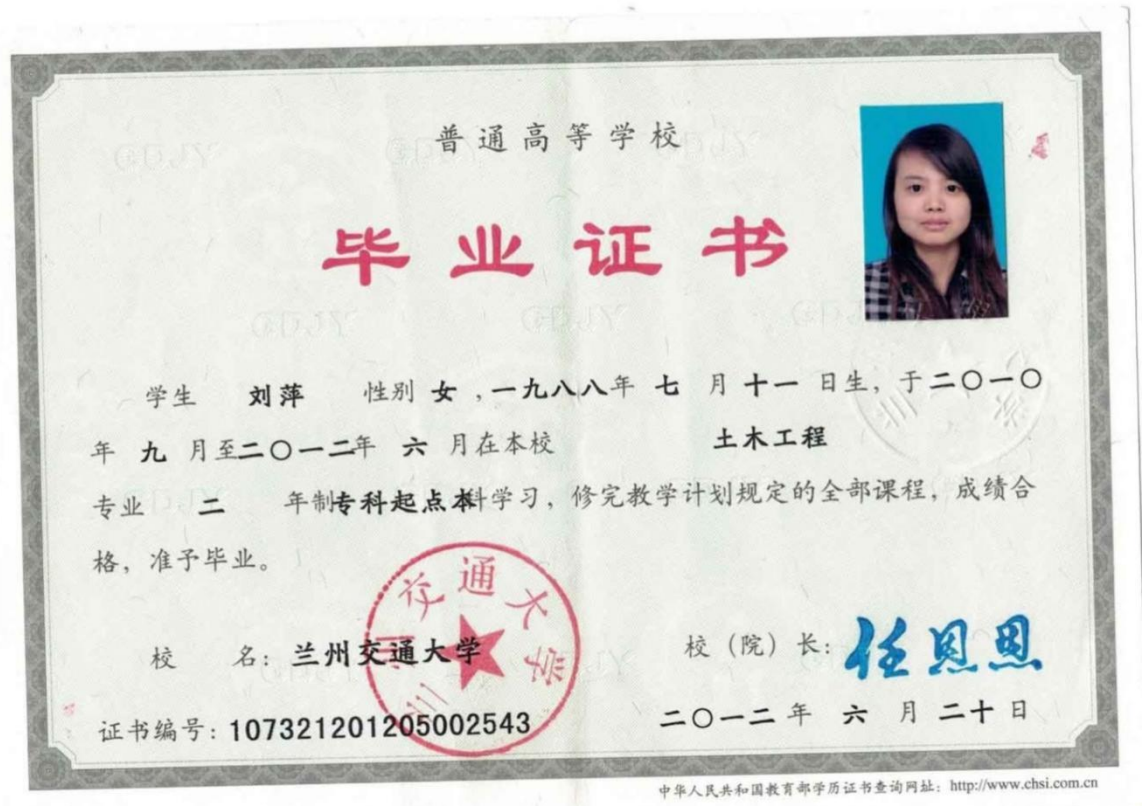 普通高等学校
毕业证书
学生 刘萍 性别 女，一九八八年 七 月 十一 日生，于二〇一〇
年 九 月至二〇一二年 六 月在本校 土木工程
专业 二 年制专科起点本科学习，修完教学计划规定的全部课程，成绩合
格，准予毕业。
兰州交通大学
校 名：兰州交通大学
校（院）长：任恩恩
证书编号：107321201205002543
二〇一二年 六 月 二十 日
中华人民共和国教育部学历证书查询网址：http://www.chsi.com.cn